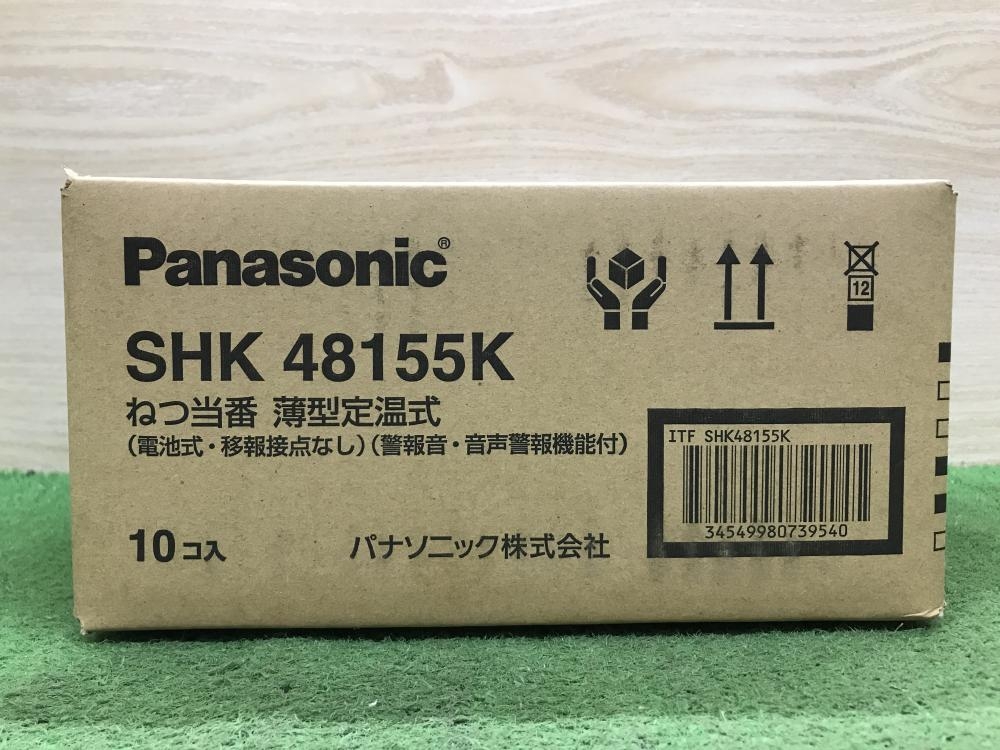 Panasonic®
SHK 48155K
ねつ当番 薄型定温式
(電池式・移報接点なし)(警報音・音声警報機能付)
10コ入
パナソニック株式会社
12
ITF SHK48155K
34549980739540